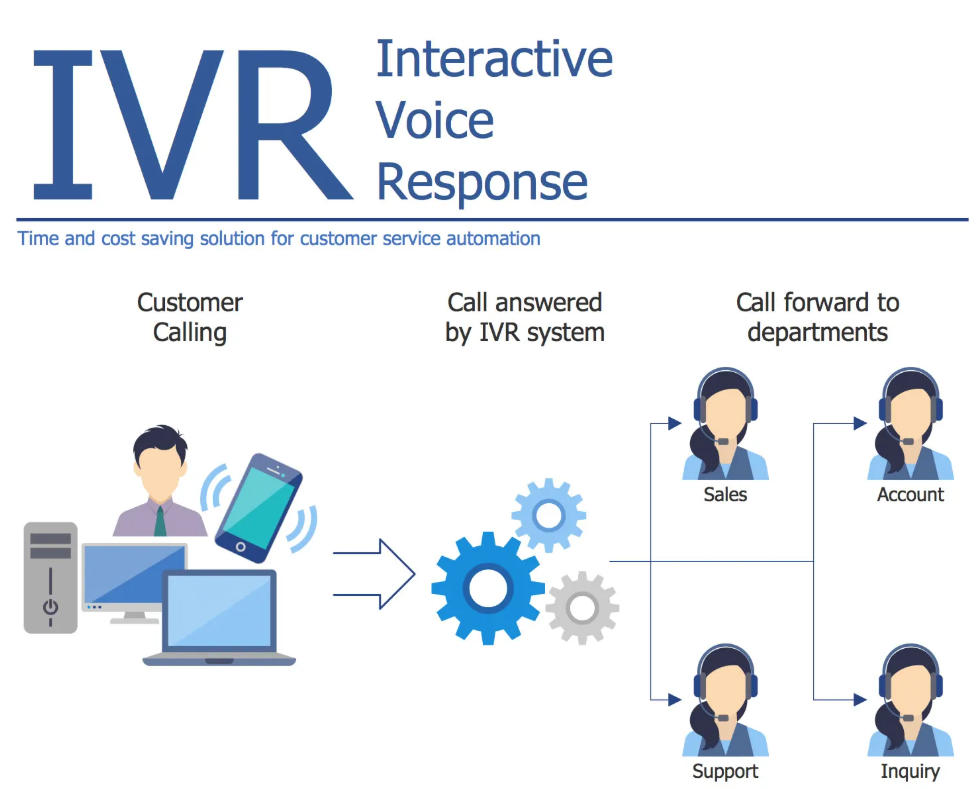 IVR
Interactive
Voice
Response
Time and cost saving solution for customer service automation
Customer
Calling
Call answered
by IVR system
Call forward to
departments
Sales
Account
Support
Inquiry